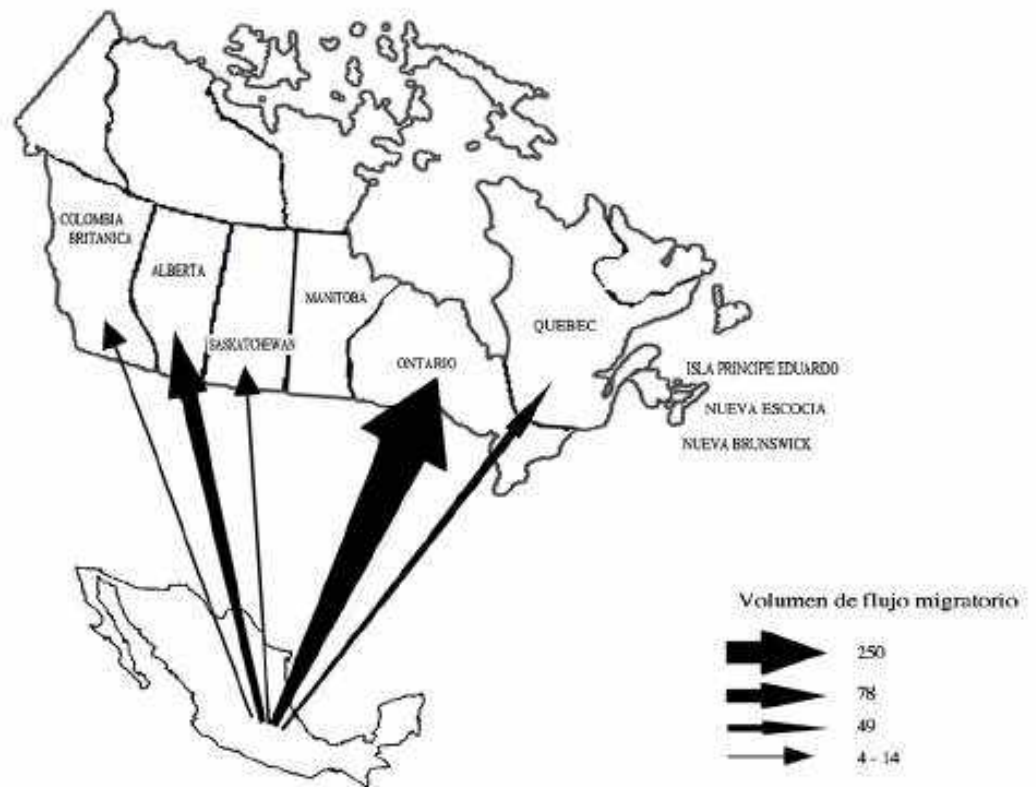 COLOMBIA
BRITANICA
ALBERTA
SASKATCHEWAN
MANITOBA
ONTARIO
QUEBEC
ISLA PRINCIPE EDUARDO
NUEVA ESCOCIA
NUEVA BRUNSWICK
Volumen de flujo migratorio
250
78
49
4 - 14